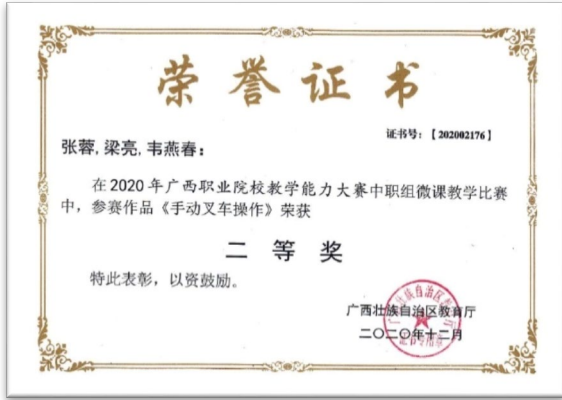 荣誉证书
证书号：【202002176】
张蓉,梁亮,韦燕春：
在2020年广西职业院校教学能力大赛中职组微课教学比赛
中，参赛作品《手动叉车操作》荣获
二等奖
特此表彰，以资鼓励。
广西壮族自治区教育厅
二〇二〇年十二月